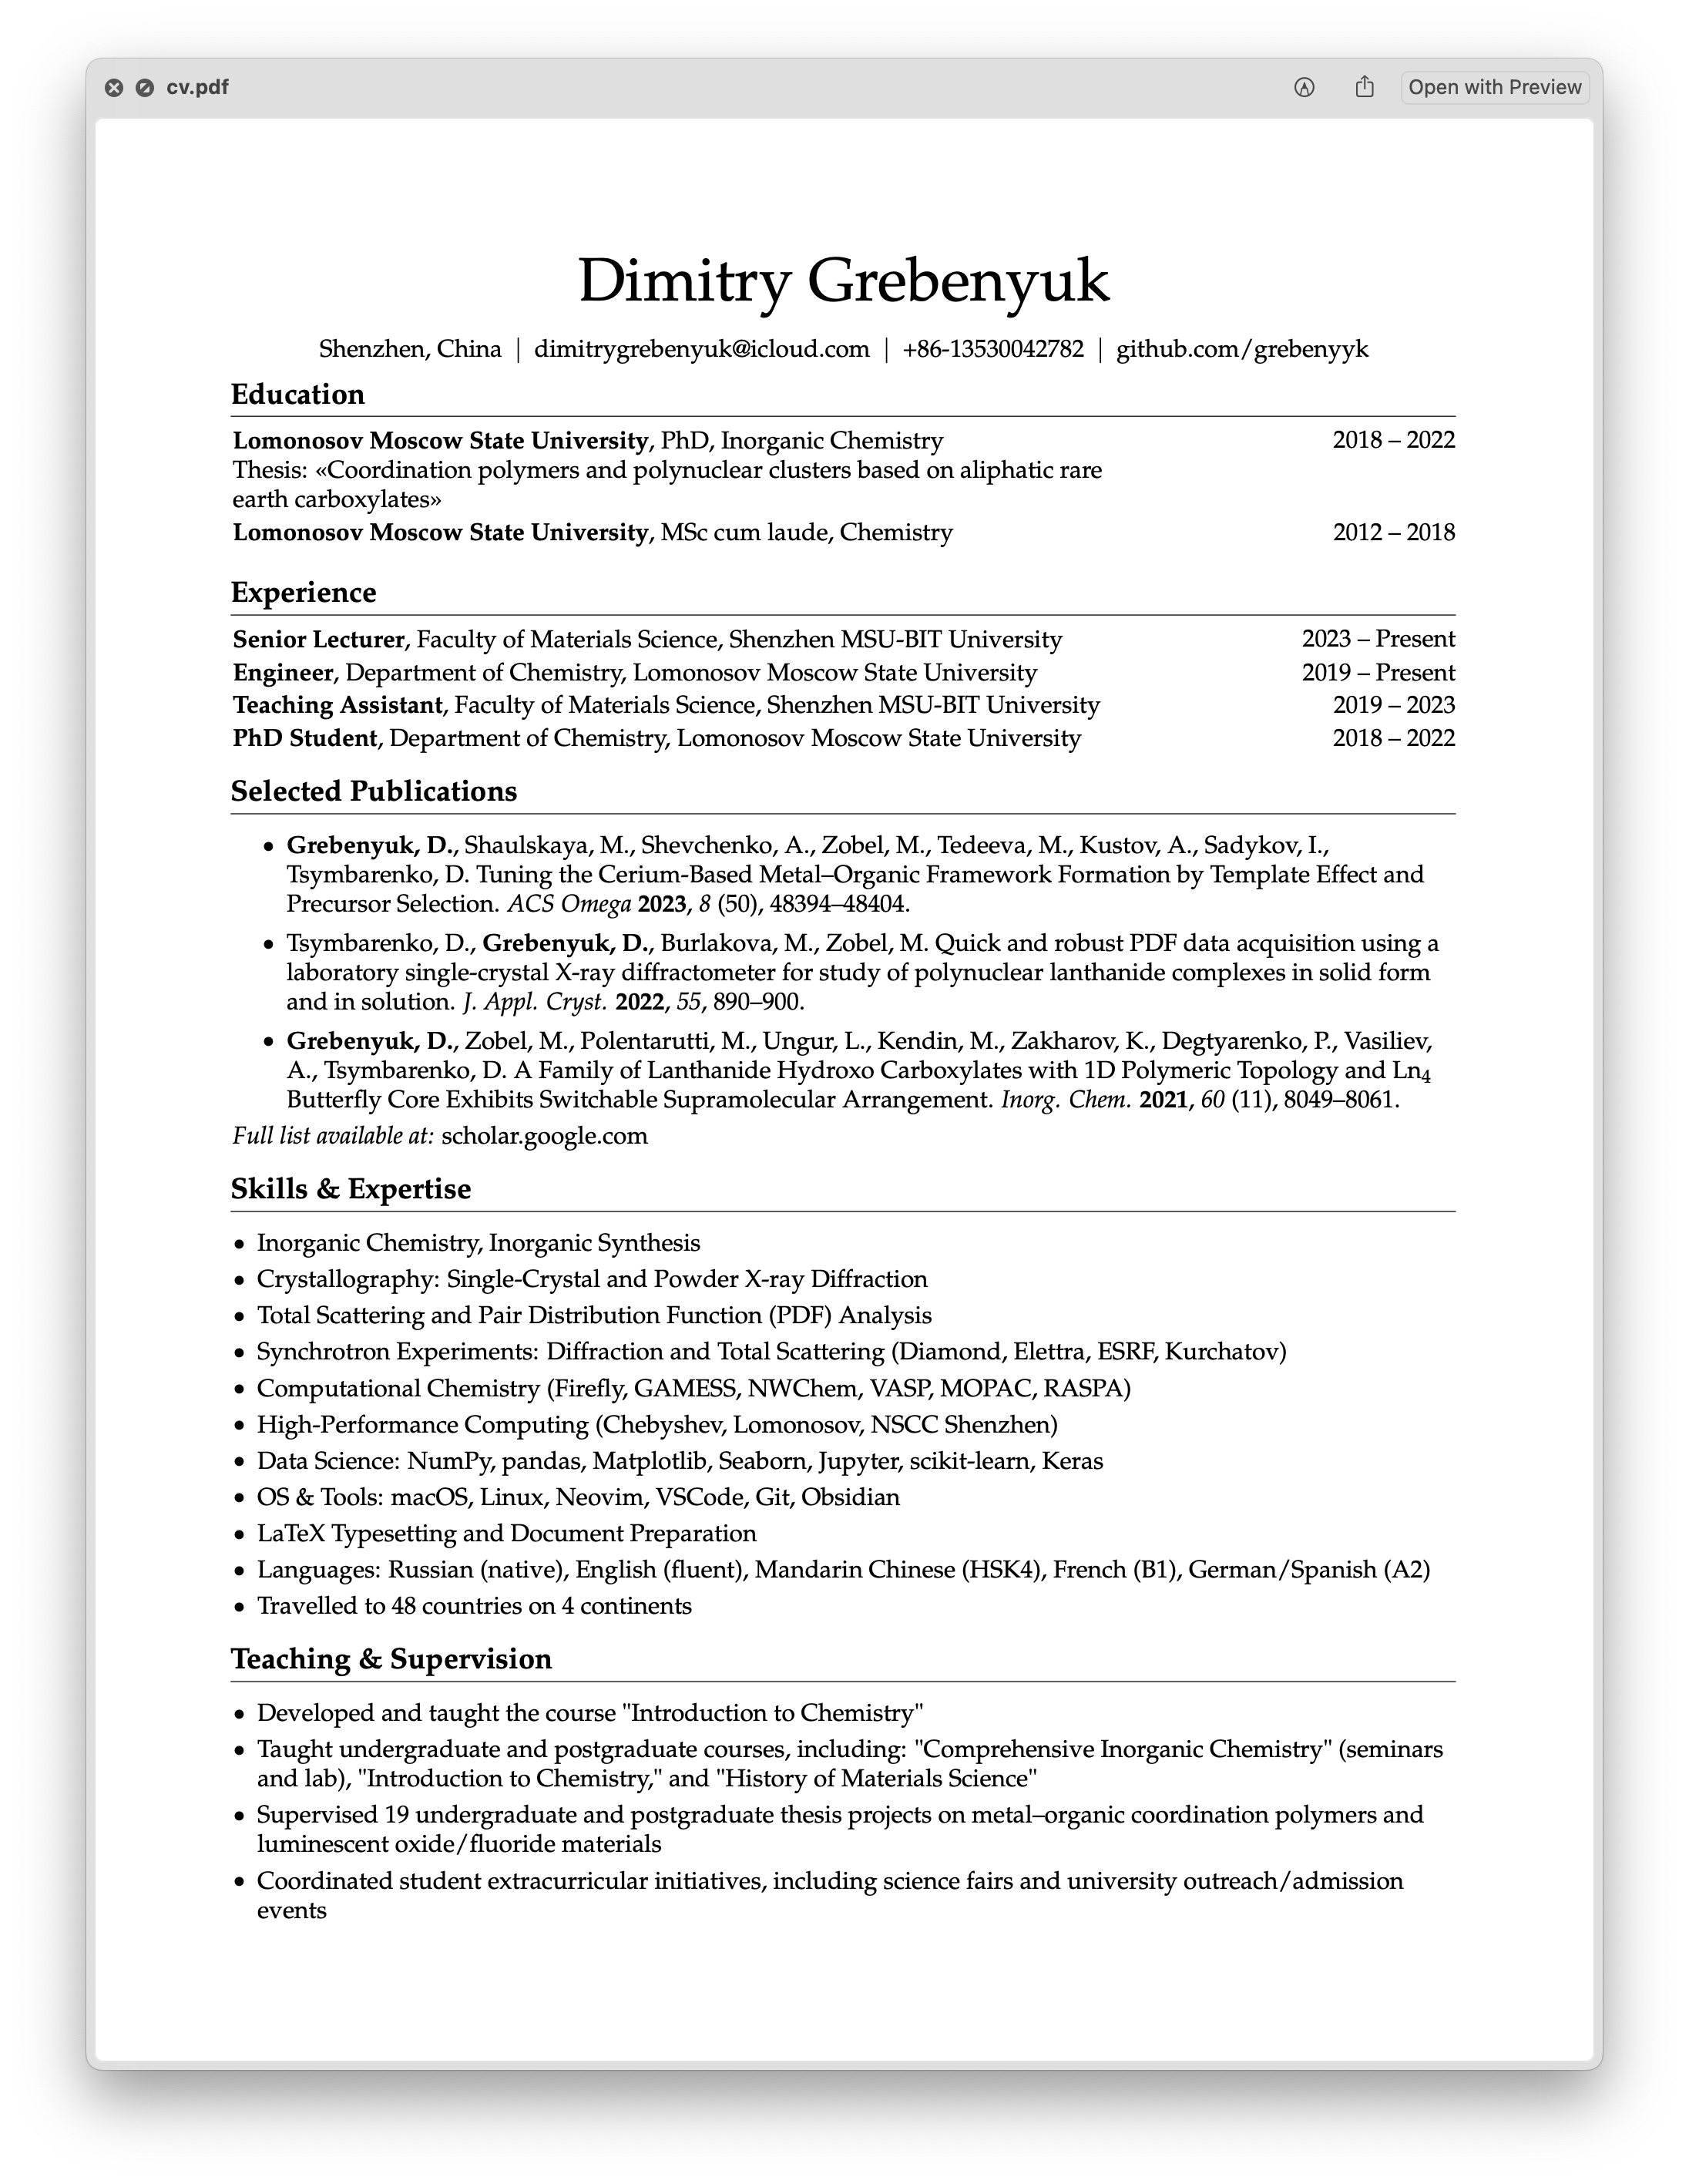 cv.pdf
Open with Preview
Dimitry Grebenyuk
Shenzhen, China | dimitrygrebenyuk@icloud.com | +86-13530042782 | github.com/grebenyyk
Education
Lomonosov Moscow State University, PhD, Inorganic Chemistry 2018 – 2022
Thesis: «Coordination polymers and polynuclear clusters based on aliphatic rare
earth carboxylates»
Lomonosov Moscow State University, MSc cum laude, Chemistry 2012 – 2018
Experience
Senior Lecturer, Faculty of Materials Science, Shenzhen MSU-BIT University 2023 – Present
Engineer, Department of Chemistry, Lomonosov Moscow State University 2019 – Present
Teaching Assistant, Faculty of Materials Science, Shenzhen MSU-BIT University 2019 – 2023
PhD Student, Department of Chemistry, Lomonosov Moscow State University 2018 – 2022
Selected Publications
• Grebenyuk, D., Shaulskaya, M., Shevchenko, A., Zobel, M., Tedeeva, M., Kustov, A., Sadykov, I.,
Tsymbarenko, D. Tuning the Cerium-Based Metal–Organic Framework Formation by Template Effect and
Precursor Selection. ACS Omega 2023, 8 (50), 48394–48404.
• Tsymbarenko, D., Grebenyuk, D., Burlakova, M., Zobel, M. Quick and robust PDF data acquisition using a
laboratory single-crystal X-ray diffractometer for study of polynuclear lanthanide complexes in solid form
and in solution. J. Appl. Cryst. 2022, 55, 890–900.
• Grebenyuk, D., Zobel, M., Polentarutti, M., Ungur, L., Kendin, M., Zakharov, K., Degtyarenko, P., Vasiliev,
A., Tsymbarenko, D. A Family of Lanthanide Hydroxo Carboxylates with 1D Polymeric Topology and Ln₄
Butterfly Core Exhibits Switchable Supramolecular Arrangement. Inorg. Chem. 2021, 60 (11), 8049–8061.
Full list available at: scholar.google.com
Skills & Expertise
• Inorganic Chemistry, Inorganic Synthesis
• Crystallography: Single-Crystal and Powder X-ray Diffraction
• Total Scattering and Pair Distribution Function (PDF) Analysis
• Synchrotron Experiments: Diffraction and Total Scattering (Diamond, Elettra, ESRF, Kurchatov)
• Computational Chemistry (Firefly, GAMESS, NWChem, VASP, MOPAC, RASPA)
• High-Performance Computing (Chebyshev, Lomonosov, NSCC Shenzhen)
• Data Science: NumPy, pandas, Matplotlib, Seaborn, Jupyter, scikit-learn, Keras
• OS & Tools: macOS, Linux, Neovim, VSCode, Git, Obsidian
• LaTeX Typesetting and Document Preparation
• Languages: Russian (native), English (fluent), Mandarin Chinese (HSK4), French (B1), German/Spanish (A2)
• Travelled to 48 countries on 4 continents
Teaching & Supervision
• Developed and taught the course "Introduction to Chemistry"
• Taught undergraduate and postgraduate courses, including: "Comprehensive Inorganic Chemistry" (seminars
and lab), "Introduction to Chemistry," and "History of Materials Science"
• Supervised 19 undergraduate and postgraduate thesis projects on metal–organic coordination polymers and
luminescent oxide/fluoride materials
• Coordinated student extracurricular initiatives, including science fairs and university outreach/admission
events